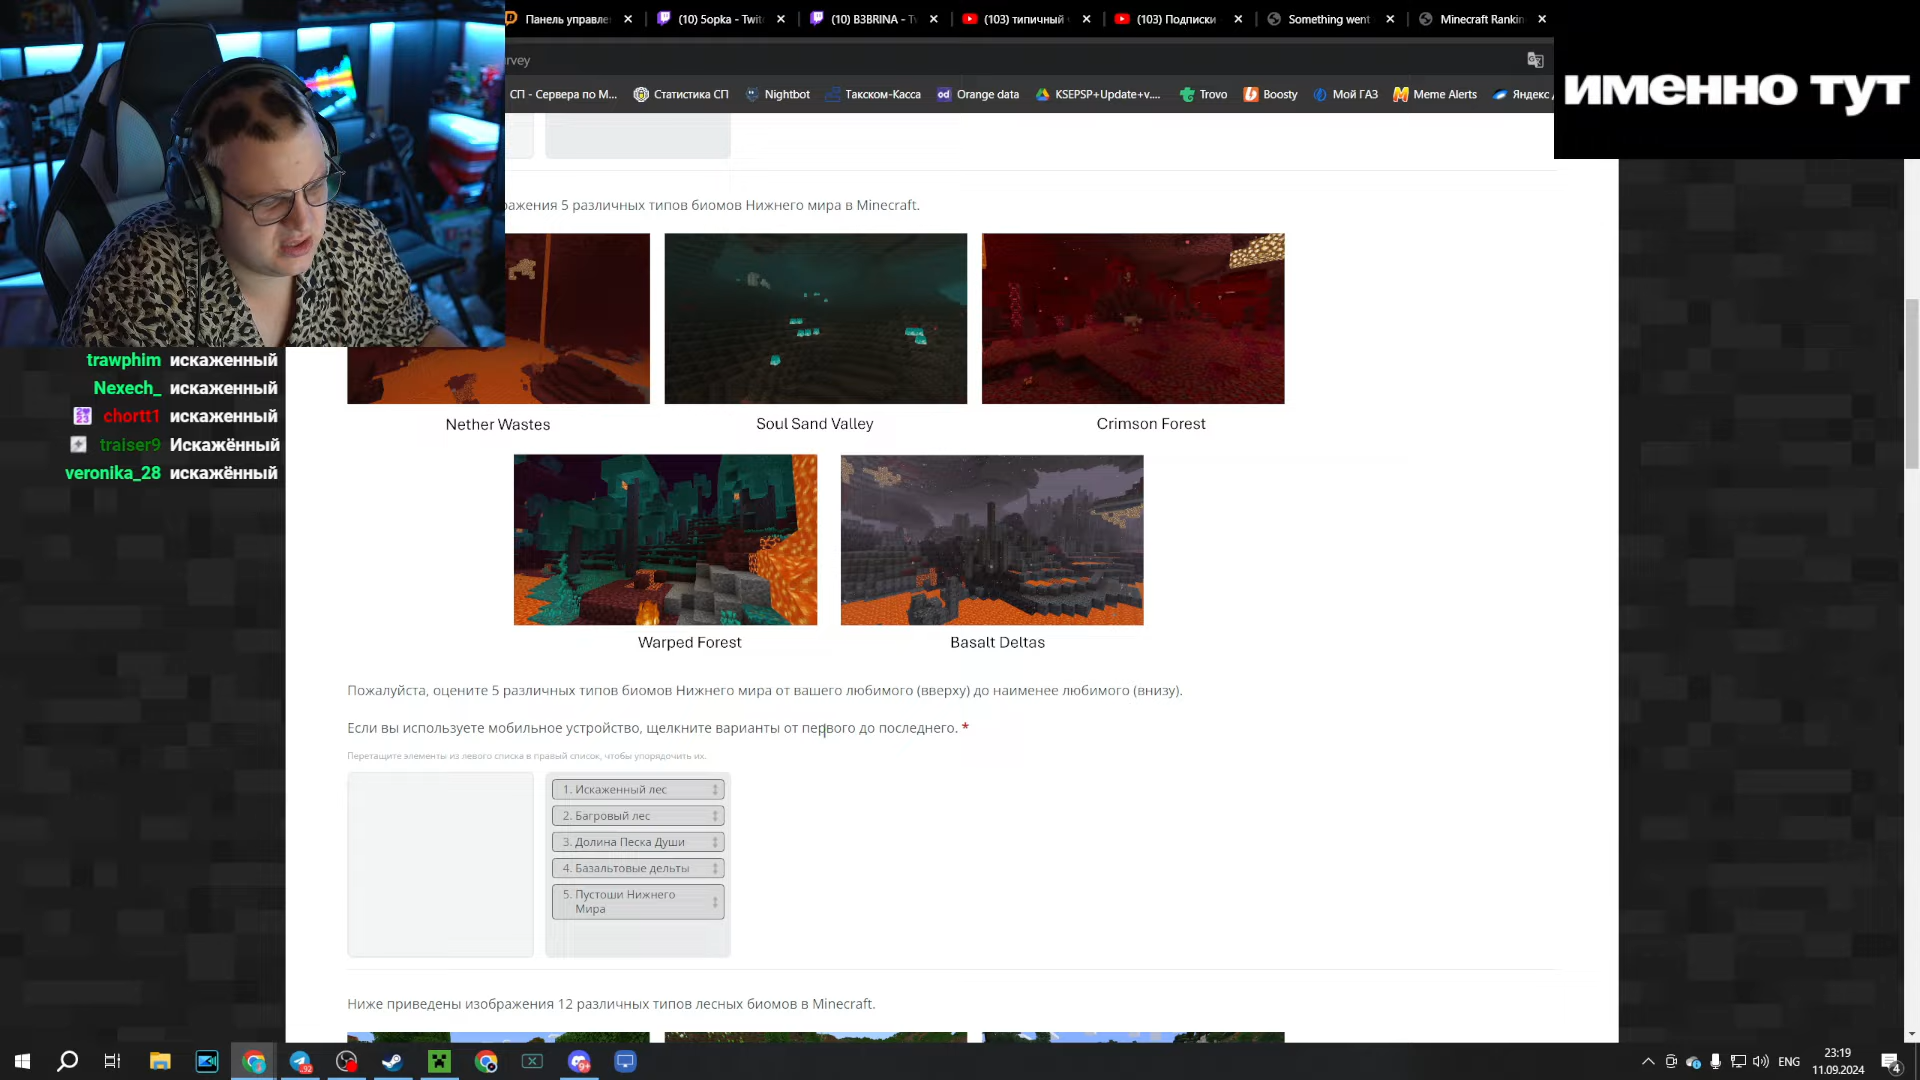 Панель управле
(10) 5opka - Twit
(10) B3BRINA - Tv
(103) типичный
(103) Подписки
Something went
Minecraft Rankin
rvey
СП - Сервера по М...
Статистика СП
Nightbot
Такском-Касса
Orange data
KSEPSP+Update+v....
Trovo
Boosty
Мой ГАЗ
Meme Alerts
Яндекс
ИМЕННО ТУТ
ажения 5 различных типов биомов Нижнего мира в Minecraft.
trawphim искаженный
Nexech_ искаженный
chortt1 искаженный
traiser9 Искажённый
veronika_28 искажённый
Nether Wastes
Soul Sand Valley
Crimson Forest
Warped Forest
Basalt Deltas
Пожалуйста, оцените 5 различных типов биомов Нижнего мира от вашего любимого (вверху) до наименее любимого (внизу).
Если вы используете мобильное устройство, щелкните варианты от первого до последнего. *
Перетащите элементы из левого списка в правый список, чтобы упорядочить их.
1. Искаженный лес
2. Багровый лес
3. Долина Песка Души
4. Базальтовые дельты
5. Пустоши Нижнего
Мира
Ниже приведены изображения 12 различных типов лесных биомов в Minecraft.
ENG
23:19
11.09.2024
4